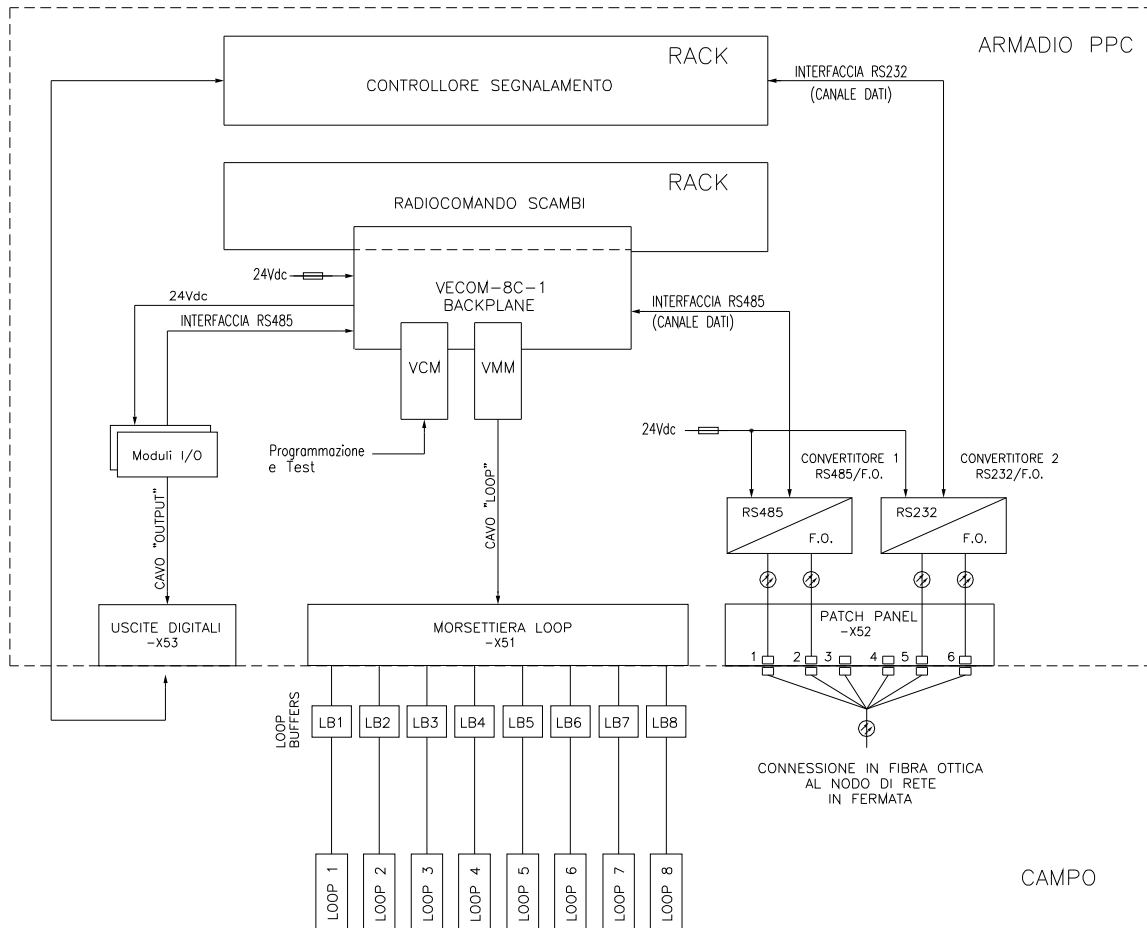 ARMADIO PPC
RACK
CONTROLLORE SEGNALAMENTO
INTERFACCIA RS232
(CANALE DATI)
RACK
RADIOCOMANDO SCAMBI
24Vdc
VECOM-8C-1
BACKPLANE
24Vdc
INTERFACCIA RS485
INTERFACCIA RS485
(CANALE DATI)
VCM
VMM
Moduli I/O
Programmazione
e Test
24Vdc
CONVERTITORE 1
RS485/F.O.
CONVERTITORE 2
RS232/F.O.
CAVO "OUTPUT"
CAVO "LOOP"
RS485
F.O.
RS232
F.O.
USCITE DIGITALI
-X53
MORSETTIERA LOOP
-X51
PATCH PANEL
-X52
1 2 3 4 5 6
LOOP
BUFFERS
LB1 LB2 LB3 LB4 LB5 LB6 LB7 LB8
CONNESSIONE IN FIBRA OTTICA
AL NODO DI RETE
IN FERMATA
LOOP 1
LOOP 2
LOOP 3
LOOP 4
LOOP 5
LOOP 6
LOOP 7
LOOP 8
CAMPO